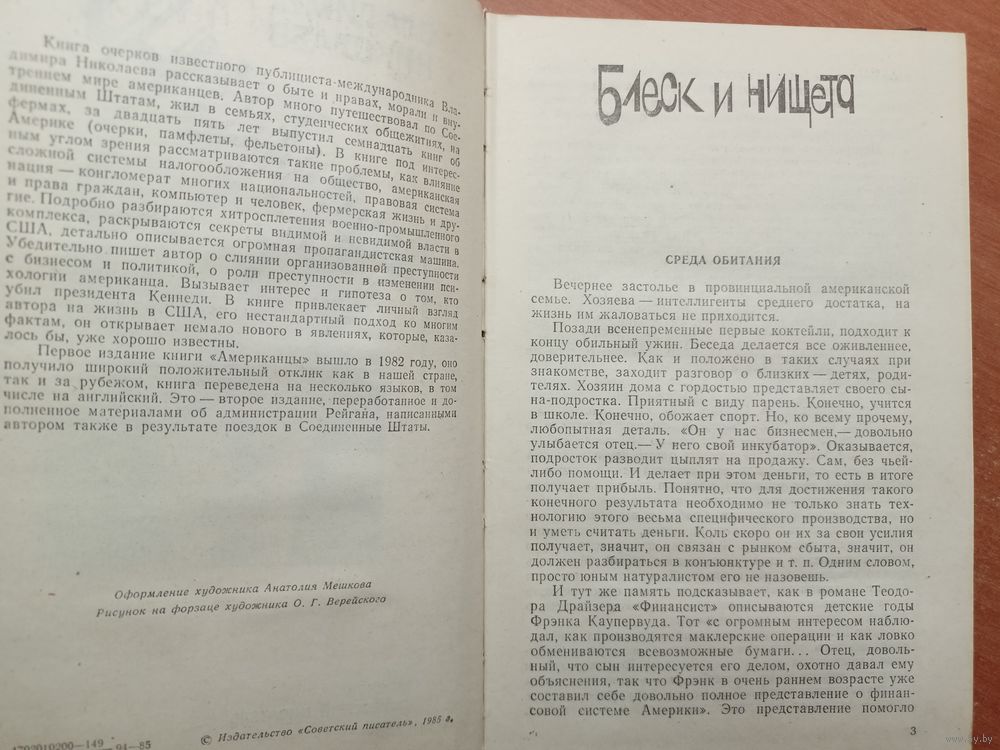 Книга очерков известного публициста-международника Вла-
димира Николаева рассказывает о быте и нравах, морали и вну-
треннем мире американцев. Автор много путешествовал по Сое-
диненным Штатам, жил в семьях, студенческих общежитиях, на
фермах, за двадцать пять лет выпустил семнадцать книг об
Америке (очерки, памфлеты, фельетоны). В книге под интерес-
ным углом зрения рассматриваются такие проблемы, как влияние
сложной системы налогообложения на общество, американская
нация — конгломерат многих национальностей, правовая система
и права граждан, компьютер и человек, фермерская жизнь и дру-
гие. Подробно разбираются хитросплетения военно-промышленного
комплекса, раскрываются секреты видимой и невидимой власти в
США, детально описывается огромная пропагандистская машина.
Убедительно пишет автор о слиянии организованной преступности
с бизнесом и политикой, о роли преступности в изменении пси-
хологии американца. Вызывает интерес и гипотеза о том, кто
убил президента Кеннеди. В книге привлекает личный взгляд
автора на жизнь в США, его нестандартный подход ко многим
фактам, он открывает немало нового в явлениях, которые, каза-
лось бы, уже хорошо известны.
Первое издание книги «Американцы» вышло в 1982 году, оно
получило широкий положительный отклик как в нашей стране,
так и за рубежом, книга переведена на несколько языков, в том
числе на английский. Это — второе издание, переработанное и до-
полненное материалами об администрации Рейгана, написанными
автором также в результате поездок в Соединенные Штаты.
Оформление художника Анатолия Мешкова
Рисунок на форзаце художника О. Г. Верейского
© Издательство «Советский писатель», 1985 г.
4702010200—149
94—85
Блеск и нищета
СРЕДА ОБИТАНИЯ
Вечернее застолье в провинциальной американской
семье. Хозяева — интеллигенты среднего достатка, на
жизнь им жаловаться не приходится.
Позади всенепременные первые коктейли, подходит к
концу обильный ужин. Беседа делается все оживленнее,
доверительнее. Как и положено в таких случаях при
знакомстве, заходит разговор о близких — детях, роди-
телях. Хозяин дома с гордостью представляет своего сы-
на-подростка. Приятный с виду парень. Конечно, учится
в школе. Конечно, обожает спорт. Но, ко всему прочему,
любопытная деталь. «Он у нас бизнесмен,— довольно
улыбается отец.— У него свой инкубатор». Оказывается,
подросток разводит цыплят на продажу. Сам, без чьей-
либо помощи. И делает при этом деньги, то есть в итоге
получает прибыль. Понятно, что для достижения такого
конечного результата необходимо не только знать тех-
нологию этого весьма специфического производства, но
и уметь считать деньги. Коль скоро он их за свои усилия
получает, значит, он связан с рынком сбыта, значит, он
должен разбираться в конъюнктуре и т. п. Одним словом,
просто юным натуралистом его не назовешь.
И тут же память подсказывает, как в романе Теодо-
ра Драйзера «Финансист» описываются детские годы
Фрэнка Каупервуда. Тот «с огромным интересом наблю-
дал, как производятся маклерские операции и как ловко
обмениваются всевозможные бумаги... Отец, доволь-
ный, что сын интересуется его делом, охотно давал ему
объяснения, так что Фрэнк в очень раннем возрасте уже
составил себе довольно полное представление о финан-
совой системе Америки». Это представление помогло
3
www.ay.by